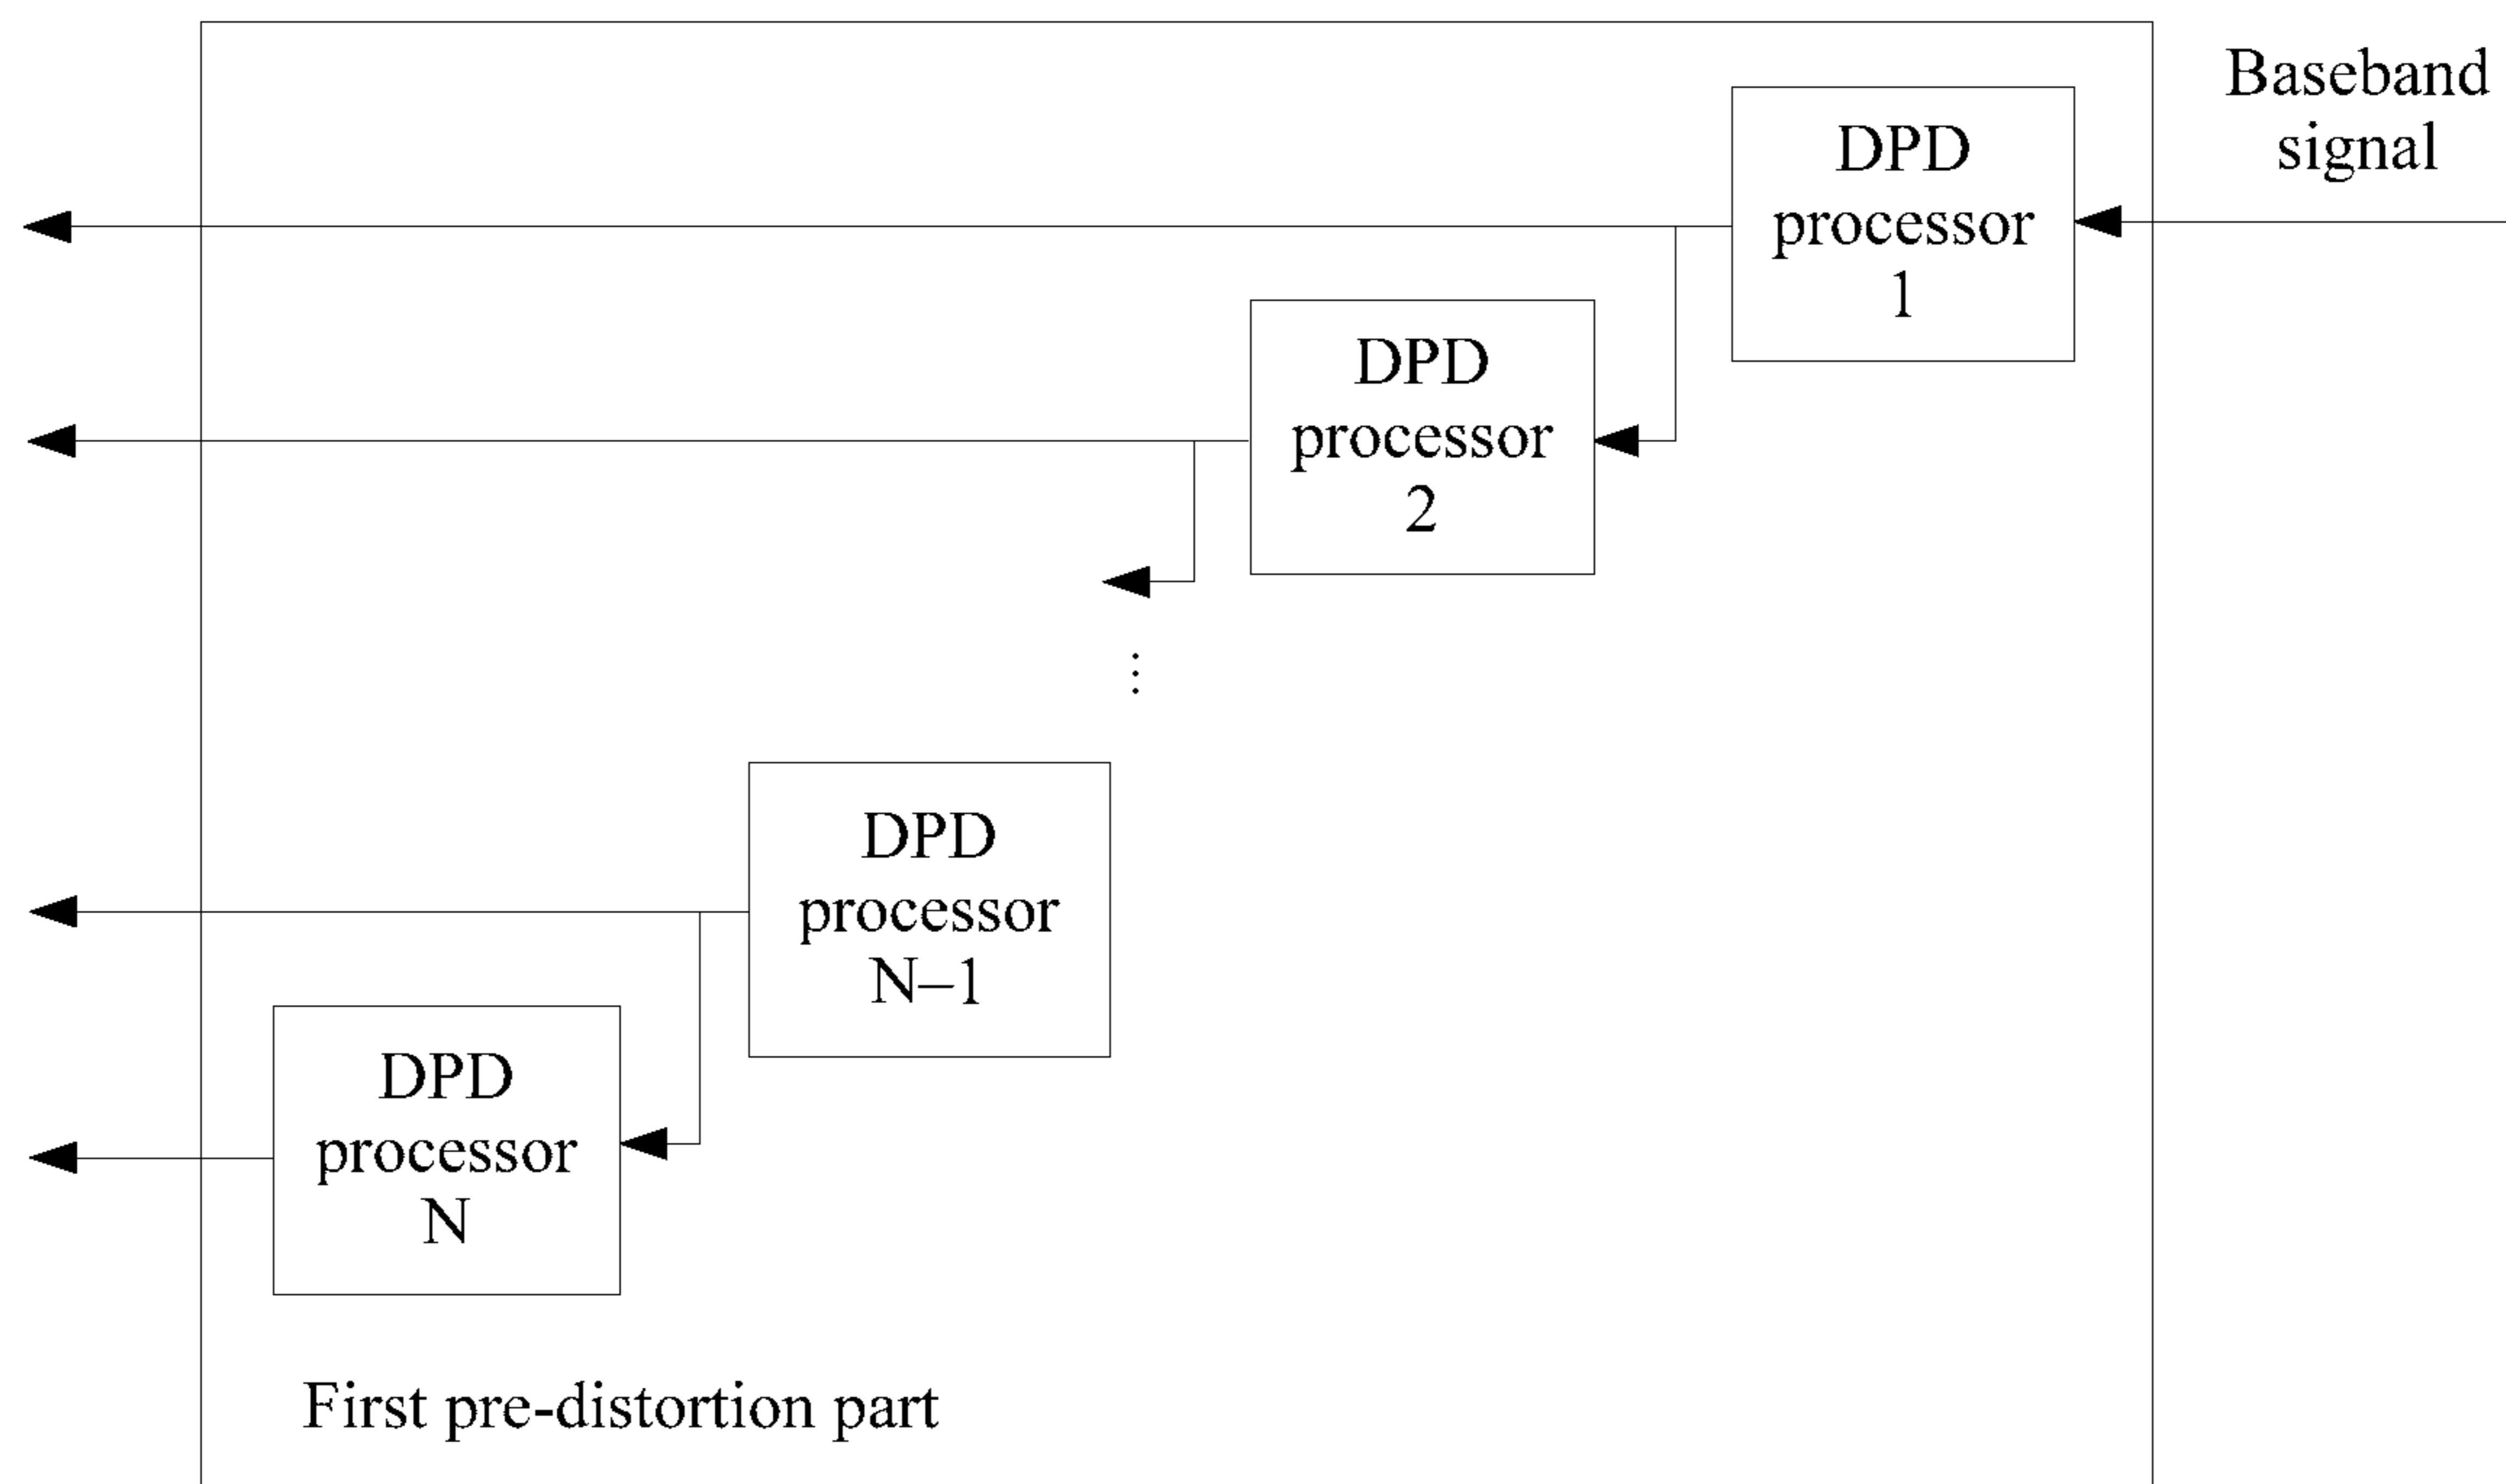 Baseband
signal
DPD
processor
1
DPD
processor
2
DPD
processor
N–1
DPD
processor
N
First pre-distortion part